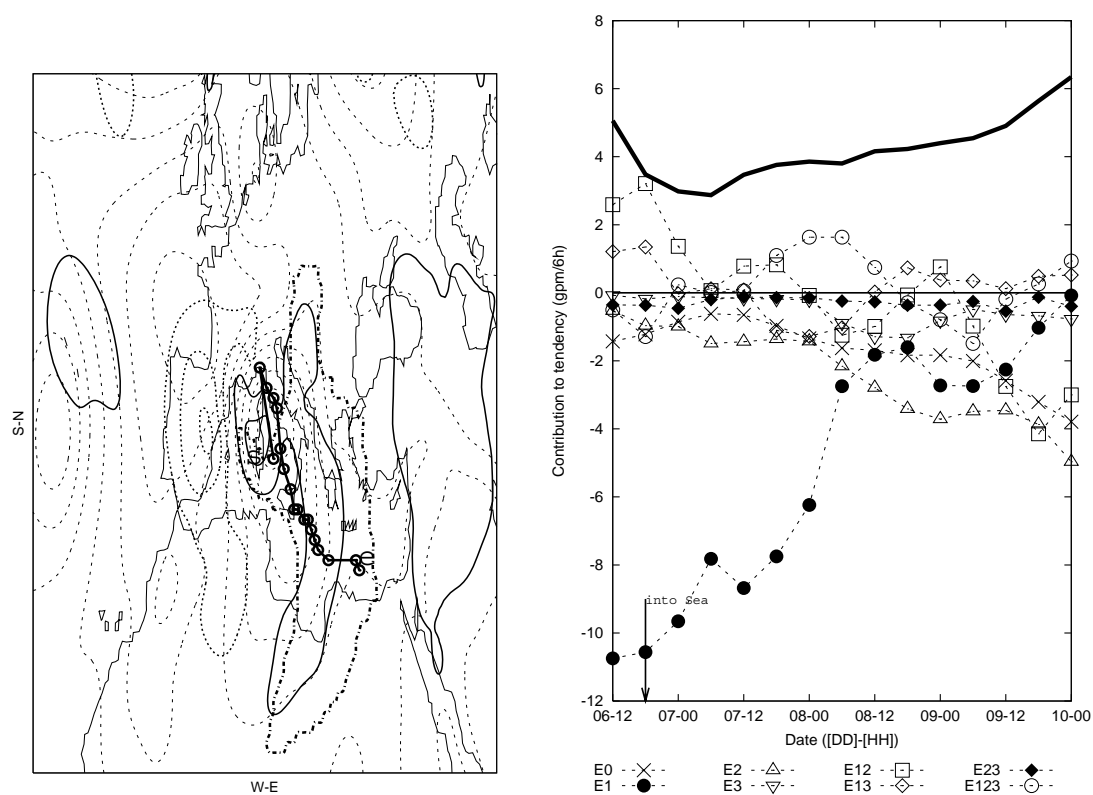 S-N
W-E
Contribution to tendency (gpm/6h)
8
6
4
2
0
-2
-4
-6
-8
-10
-12
into Sea
06-12 07-00 07-12 08-00 08-12 09-00 09-12 10-00
Date ([DD]-[HH])
E0 E2 E12 E23
E1 E3 E13 E123